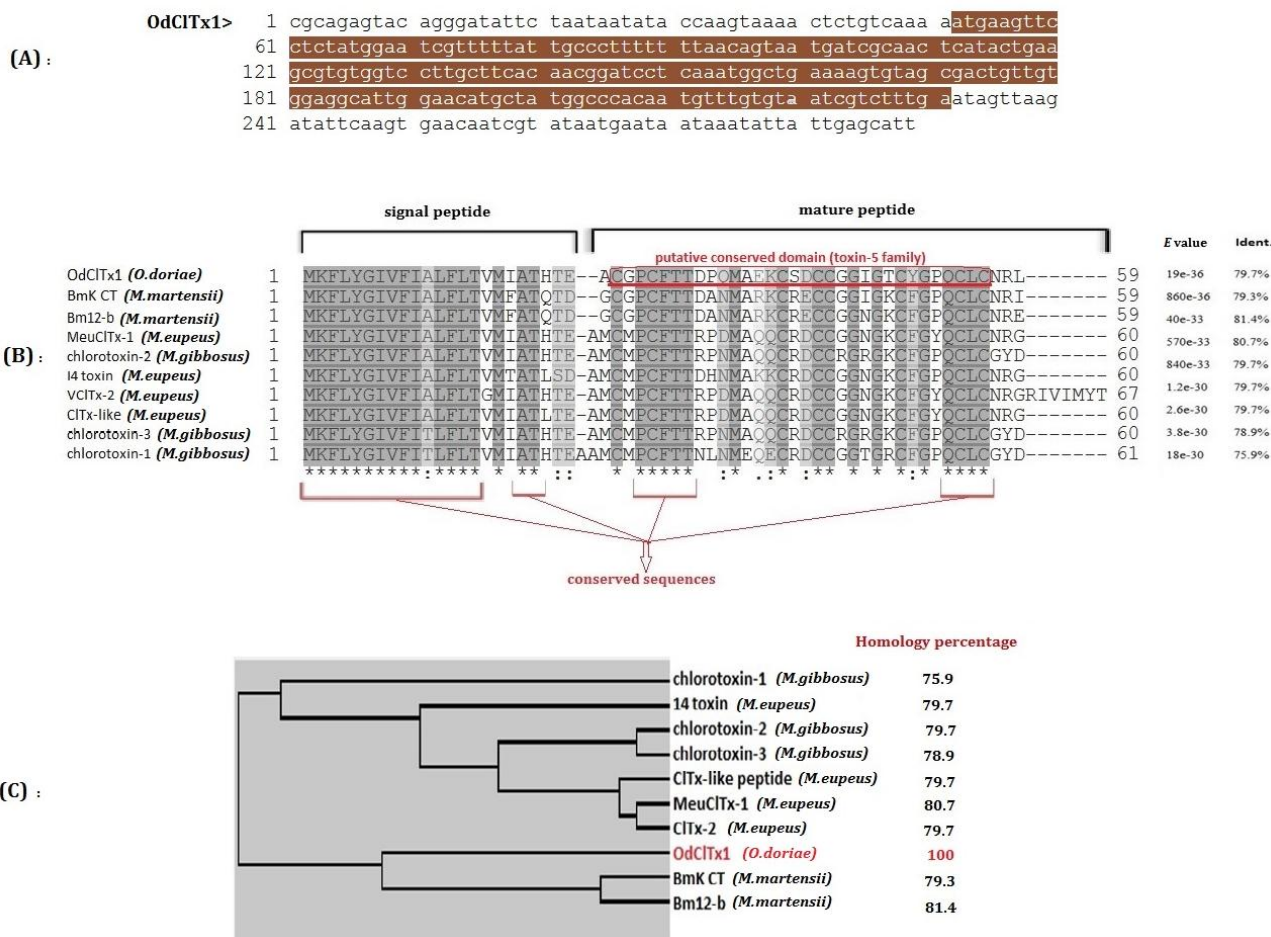 OdClTx1> 1 cgcagagtac agggatattc taataatata ccaagtaaaa ctctgtcaaa aatgaagttc
(A) : 61 ctctatggaa tcgtttttat tgcccttttt ttaacagtaa tgatcgcaac tcatactgaa
121 gcgtgtggtc cttgcttcac aacggatcct caaatggctg aaaagtgtag cgactgttgt
181 ggaggcattg gaacatgcta tggcccacaa tgtttgtgta atcgtctttg aatagttaag
241 atattcaagt gaacaatcgt ataatgaata ataaatatta ttgagcatt
signal peptide mature peptide
E value Ident.
putative conserved domain (toxin-5 family)
OdClTx1 (O.doriae) 1 MKFLYGIVFIALFLTVMIATHTE-ACGPCFTTDPQMAEKCSDCCGGIGTCYGPQCLCNRL------- 59 19e-36 79.7%
BmK CT (M.martensii) 1 MKFLYGIVFIALFLTVMFATQTD-GCGPCFTTDANMARKCRECCGGIGKCFGPQCLCNRI------- 59 860e-36 79.3%
Bm12-b (M.martensii) 1 MKFLYGIVFIALFLTVMFATQTD-GCGPCFTTDANMARKCRECCGGNGKCFGPQCLCNRE------- 59 40e-33 81.4%
MeuClTx-1 (M.eupeus) 1 MKFLYGIVFIALFLTVMIATHTE-AMCMPCFTTRPDMAQQCRDCCGGNGKCFGYQCLCNRG------- 60 570e-33 80.7%
(B) : chlorotoxin-2 (M.gibbosus) 1 MKFLYGIVFIALFLTVMIATHTE-AMCMPCFTTRPNMAQKCRDCCRGRGKCFGPQCLCGYD------- 60 840e-33 79.7%
I4 toxin (M.eupeus) 1 MKFLYGIVFIALFLTVMTATLSD-AMCMPCFTTDHNMAKKCRDCCGGNGKCFGPQCLCNRG------- 60
VClTx-2 (M.eupeus) 1 MKFLYGIVFIALFLTGMIATHTE-AMCMPCFTTRPDMAQQCRDCCGGNGKCFGYQCLCNRGRIVIMYT 67 1.2e-30 79.7%
ClTx-like (M.eupeus) 1 MKFLYGIVFIALFLTVMIATLTE-AMCMPCFTTRPDMAQQCRDCCGGNGKCFGYQCLCNRG------- 60 2.6e-30 79.7%
chlorotoxin-3 (M.gibbosus) 1 MKFLYGIVFITLFLTVMIATHTE-AMCMPCFTTRPNMAQQCRDCCRGRGKCFGPQCLCGYD------- 60 3.8e-30 78.9%
chlorotoxin-1 (M.gibbosus) 1 MKFLYGIVFITLFLTVMIATHTEAAMCMPCFTTNLNMEQECRDCCGGTGRCFGPQCLCGYD------- 61 18e-30 75.9%
**********:**** * ** :: * ***** :* .:* :** * * *:* ****
conserved sequences
Homology percentage
chlorotoxin-1 (M.gibbosus) 75.9
14 toxin (M.eupeus) 79.7
chlorotoxin-2 (M.gibbosus) 79.7
chlorotoxin-3 (M.gibbosus) 78.9
(C) : ClTx-like peptide (M.eupeus) 79.7
MeuClTx-1 (M.eupeus) 80.7
ClTx-2 (M.eupeus) 79.7
OdClTx1 (O.doriae) 100
BmK CT (M.martensii) 79.3
Bm12-b (M.martensii) 81.4